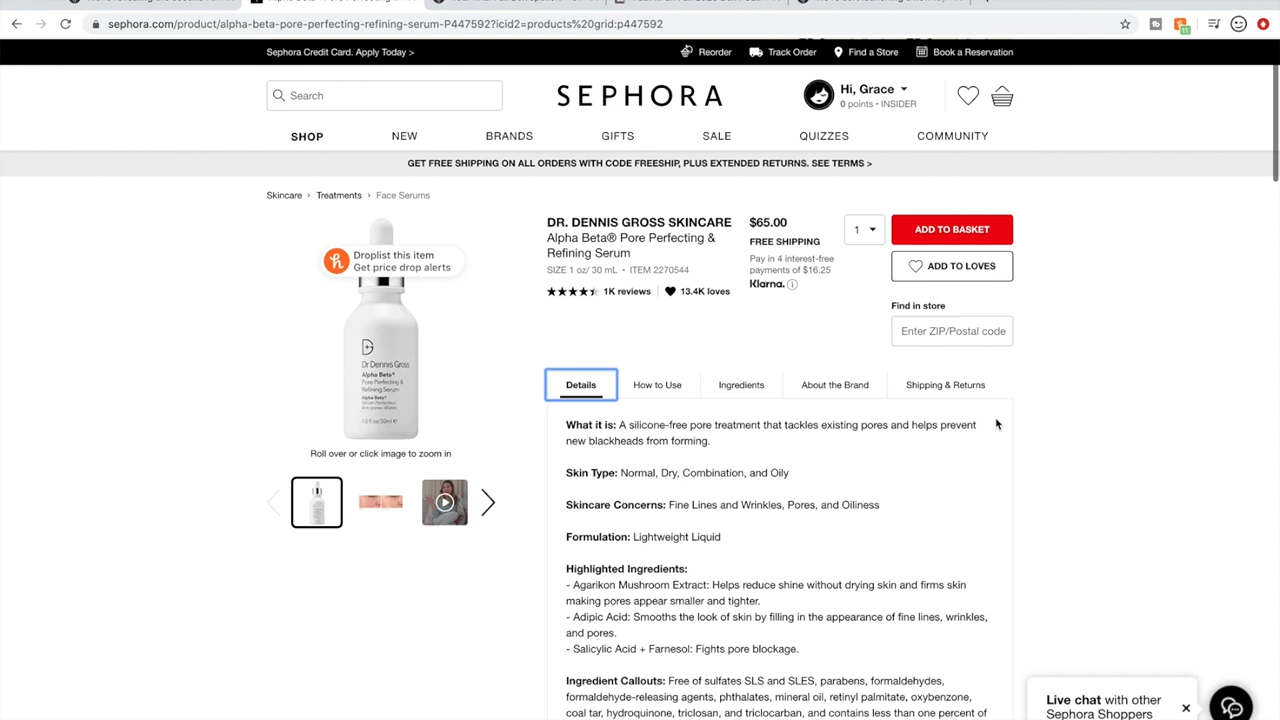 sephora.com/product/alpha-beta-pore-perfecting-refining-serum-P447592?icid2=products%20grid:p447592
Sephora Credit Card. Apply Today >
Reorder
Track Order
Find a Store
Book a Reservation
Search
SEPHORA
Hi, Grace
0 points • INSIDER
SHOP
NEW
BRANDS
GIFTS
SALE
QUIZZES
COMMUNITY
GET FREE SHIPPING ON ALL ORDERS WITH CODE FREESHIP, PLUS EXTENDED RETURNS. SEE TERMS >
Skincare > Treatments > Face Serums
Droplist this item
Get price drop alerts
Dr Dennis Gross
Alpha Beta®
Pore Perfecting &
Refining Serum
Alpha Beta®
1.0 fl oz/30ml ℮
Roll over or click image to zoom in
DR. DENNIS GROSS SKINCARE
Alpha Beta® Pore Perfecting &
Refining Serum
SIZE 1 oz/ 30 mL • ITEM 2270544
1K reviews
13.4K loves
$65.00
FREE SHIPPING
Pay in 4 interest-free
payments of $16.25
Klarna.
1
ADD TO BASKET
ADD TO LOVES
Find in store
Enter ZIP/Postal code
Details
How to Use
Ingredients
About the Brand
Shipping & Returns
What it is: A silicone-free pore treatment that tackles existing pores and helps prevent
new blackheads from forming.
Skin Type: Normal, Dry, Combination, and Oily
Skincare Concerns: Fine Lines and Wrinkles, Pores, and Oiliness
Formulation: Lightweight Liquid
Highlighted Ingredients:
- Agarikon Mushroom Extract: Helps reduce shine without drying skin and firms skin
making pores appear smaller and tighter.
- Adipic Acid: Smooths the look of skin by filling in the appearance of fine lines, wrinkles,
and pores.
- Salicylic Acid + Farnesol: Fights pore blockage.
Ingredient Callouts: Free of sulfates SLS and SLES, parabens, formaldehydes,
formaldehyde-releasing agents, phthalates, mineral oil, retinyl palmitate, oxybenzone,
coal tar, hydroquinone, triclosan, and triclocarban, and contains less than one percent of
Live chat with other
Sephora Shoppers